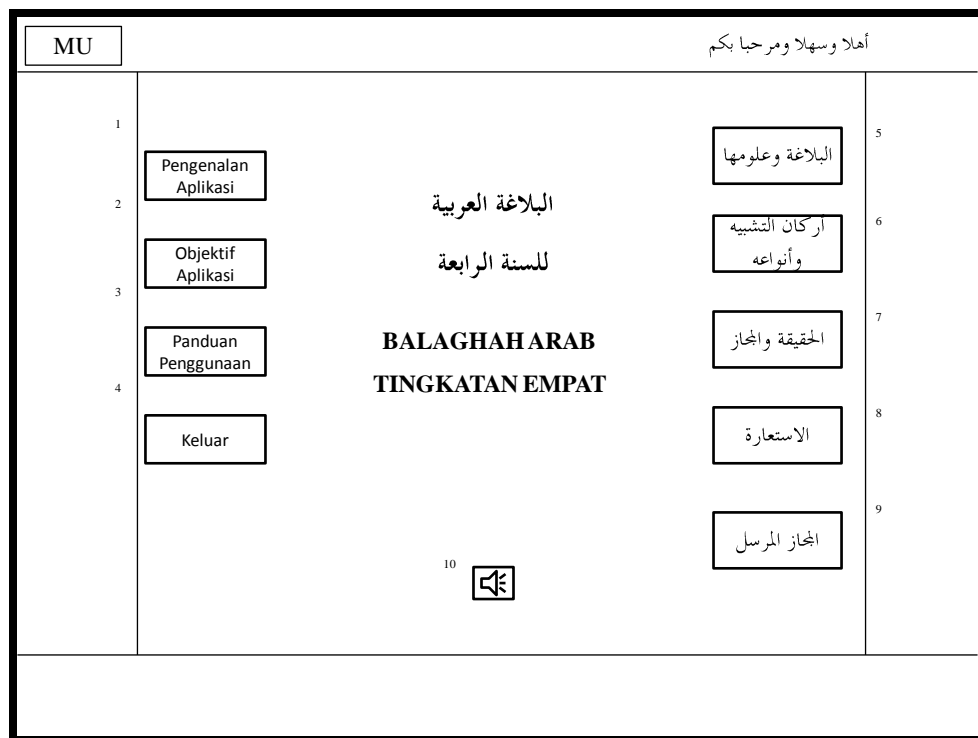 MU
أهلا وسهلا ومرحبا بكم
1
Pengenalan
Aplikasi
2
Objektif
Aplikasi
3
Panduan
Penggunaan
4
Keluar
البلاغة العربية
للسنة الرابعة
BALAGHAH ARAB
TINGKATAN EMPAT
10
5
البلاغة وعلومها
6
أركان التشبيه
وأنواعه
7
الحقيقة والمجاز
8
الاستعارة
9
المجاز المرسل